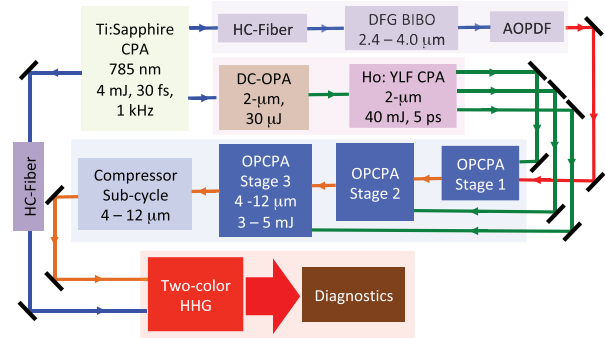 Ti:Sapphire
CPA
785 nm
4 mJ, 30 fs,
1 kHz
HC-Fiber
DFG BIBO
2.4 – 4.0 μm
AOPDF
DC-OPA
2-μm,
30 μJ
Ho: YLF CPA
2-μm
40 mJ, 5 ps
HC-Fiber
Compressor
Sub-cycle
4 – 12 μm
OPCPA
Stage 3
4 -12 μm
3 – 5 mJ
OPCPA
Stage 2
OPCPA
Stage 1
Two-color
HHG
Diagnostics